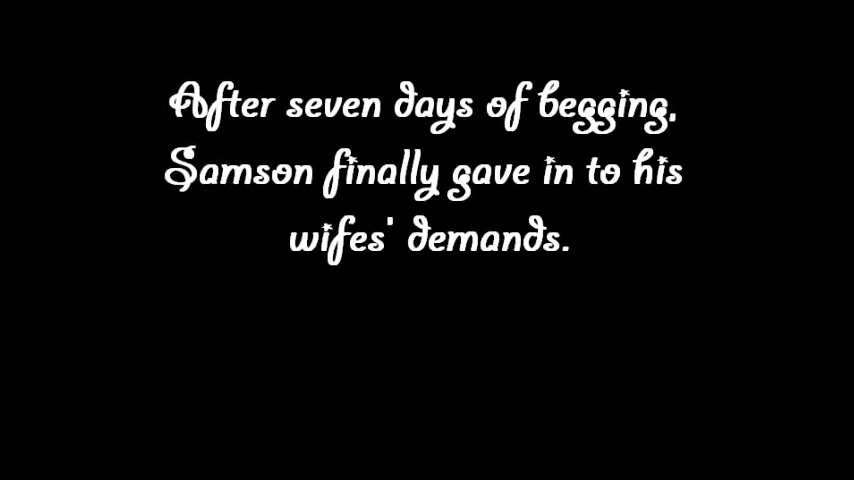 After seven days of begging,
Samson finally gave in to his
wifes' demands.